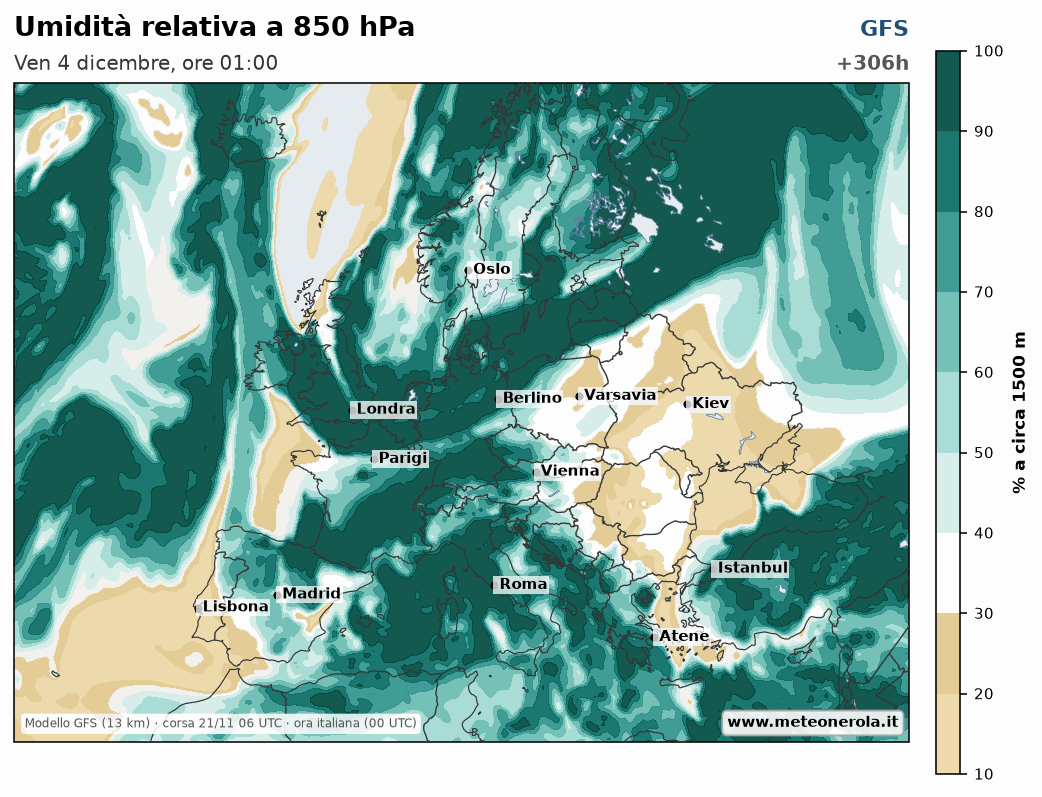 Umidità relativa a 850 hPa
GFS
Ven 4 dicembre, ore 01:00
+306h
100
90
80
70
60
50
40
30
20
10
% a circa 1500 m
Oslo
Londra
Berlino
Varsavia
Kiev
Parigi
Vienna
Istanbul
Roma
Madrid
Lisbona
Atene
Modello GFS (13 km) · corsa 21/11 06 UTC · ora italiana (00 UTC)
www.meteonerola.it